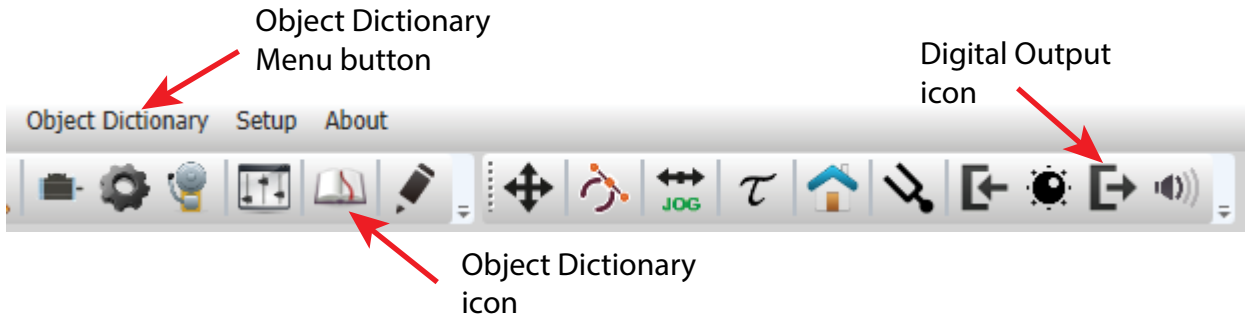 Object Dictionary
Menu button
Digital Output
icon
Object Dictionary Setup About
JOG
τ
Object Dictionary
icon